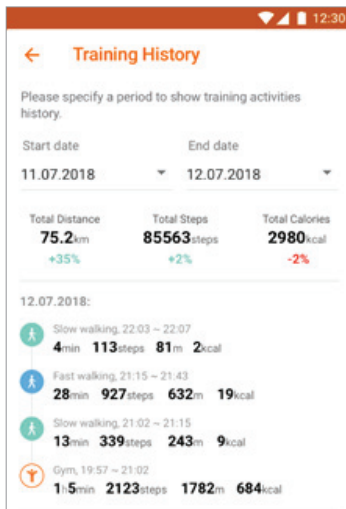 12:30
Training History
Please specify a period to show training activities
history.
Start date End date
11.07.2018 12.07.2018
Total Distance Total Steps Total Calories
75.2km 85563steps 2980kcal
+35% +2% -2%
12.07.2018:
Slow walking, 22:03 ~ 22:07
4min 113steps 81m 2kcal
Fast walking, 21:15 ~ 21:43
28min 927steps 632m 19kcal
Slow walking, 21:02 ~ 21:15
13min 339steps 243m 9kcal
Gym, 19:57 ~ 21:02
1h5min 2123steps 1782m 684kcal